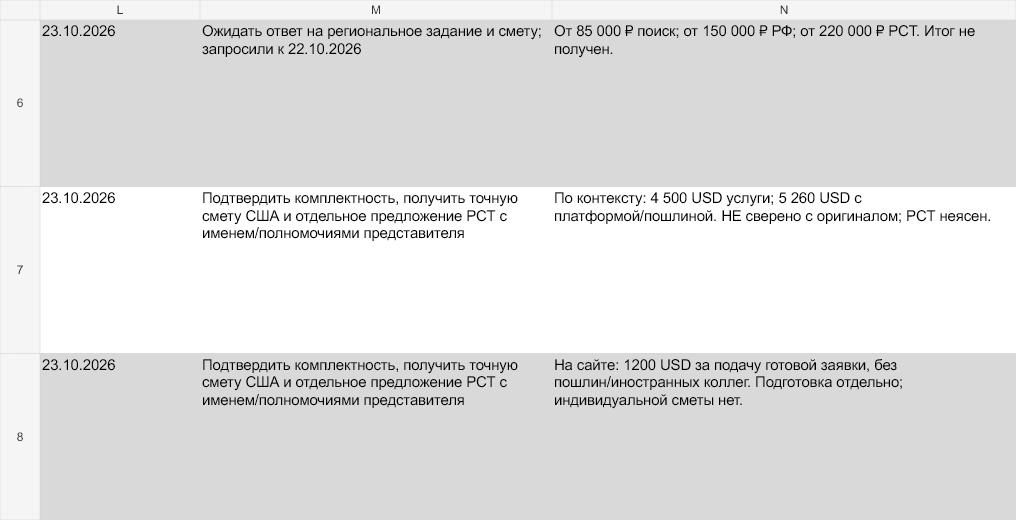 L M N
6
23.10.2026
Ожидать ответ на региональное задание и смету;
запросили к 22.10.2026
От 85 000 ₽ поиск; от 150 000 ₽ РФ; от 220 000 ₽ РСТ. Итог не
получен.
7
23.10.2026
Подтвердить комплектность, получить точную
смету США и отдельное предложение РСТ с
именем/полномочиями представителя
По контексту: 4 500 USD услуги; 5 260 USD с
платформой/пошлиной. НЕ сверено с оригиналом; РСТ неясен.
8
23.10.2026
Подтвердить комплектность, получить точную
смету США и отдельное предложение РСТ с
именем/полномочиями представителя
На сайте: 1200 USD за подачу готовой заявки, без
пошлин/иностранных коллег. Подготовка отдельно;
индивидуальной сметы нет.